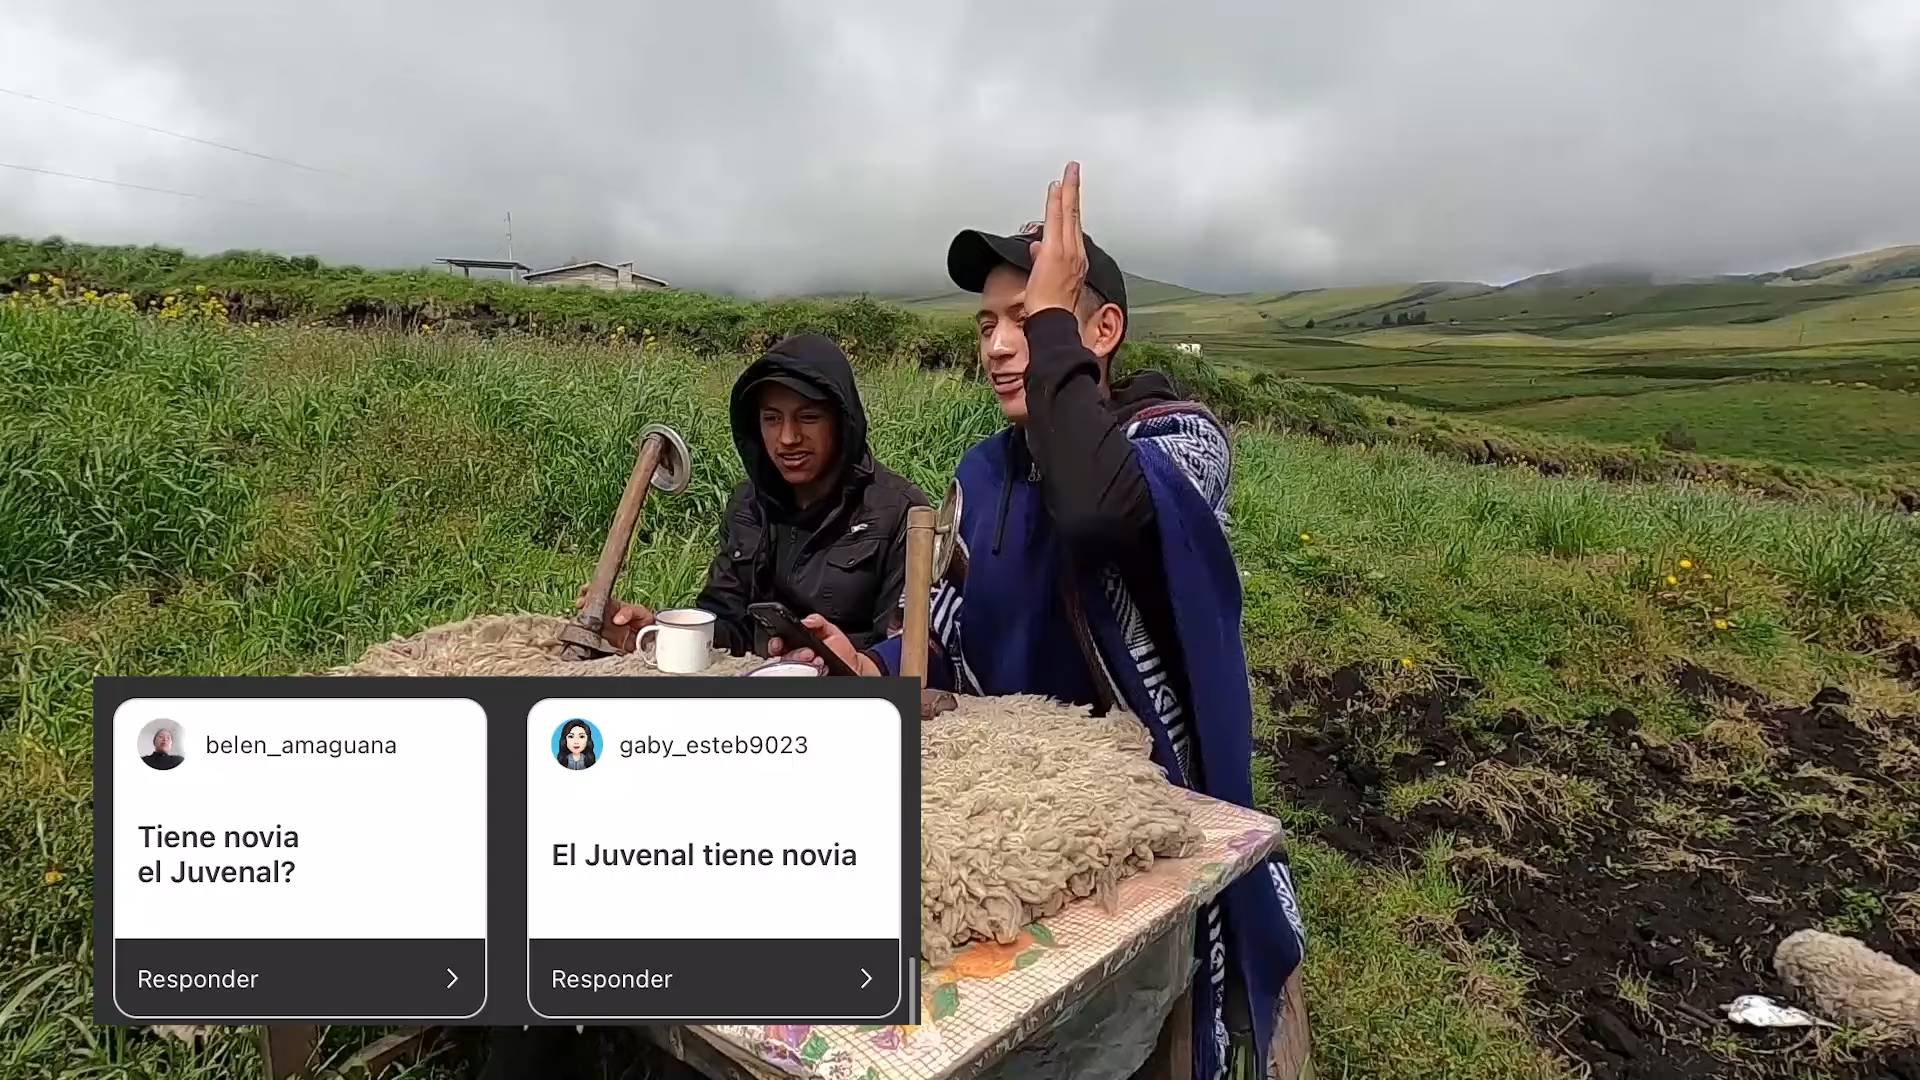 belen_amaguana
Tiene novia
el Juvenal?
Responder
gaby_esteb9023
El Juvenal tiene novia
Responder